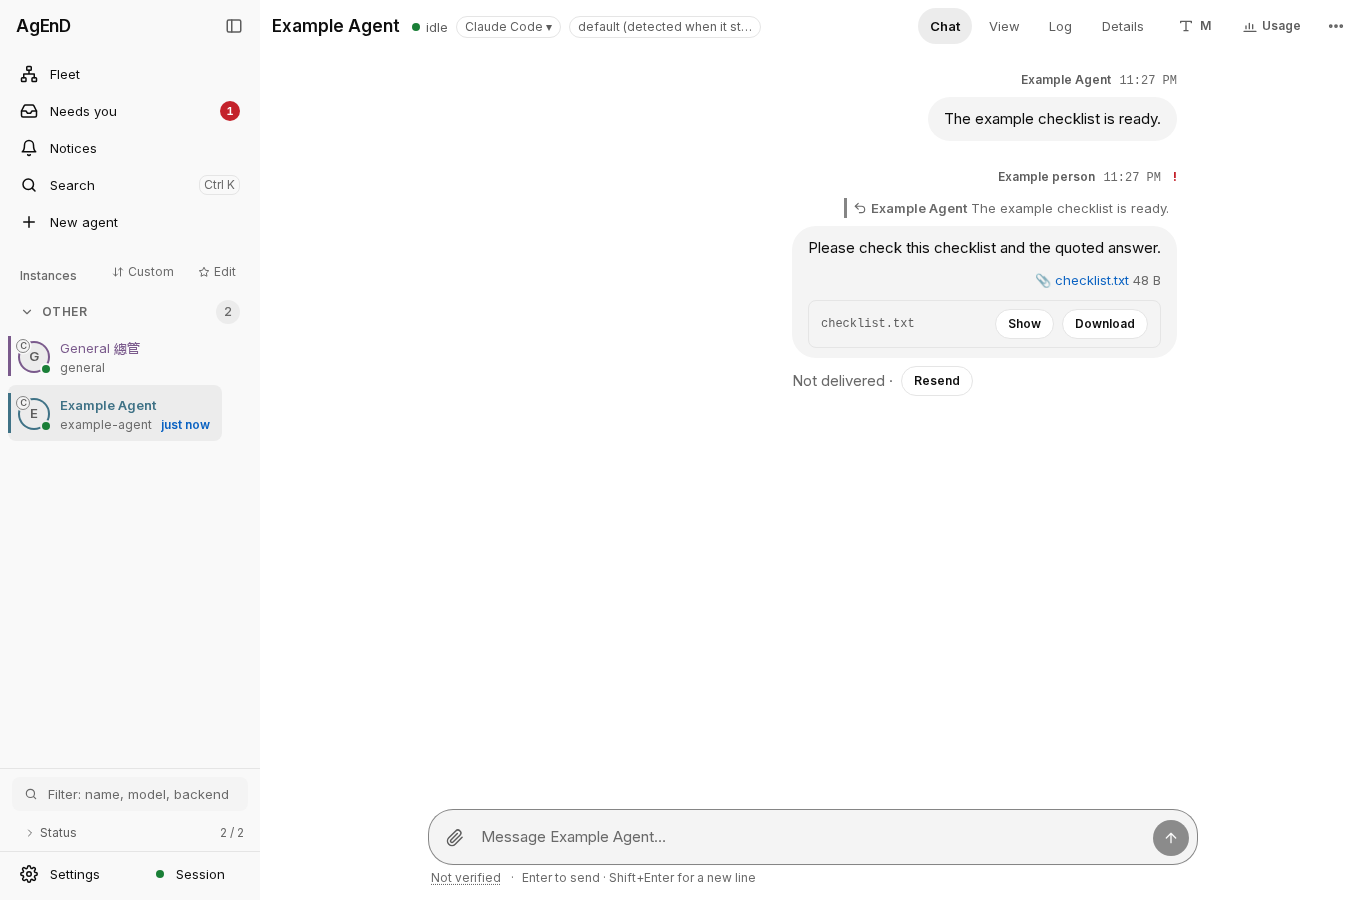 AgEnD
Fleet
Needs you 1
Notices
Search Ctrl K
New agent
Instances Custom Edit
OTHER 2
C G General 總管
general
C E Example Agent
example-agent just now
Filter: name, model, backend
Status 2 / 2
Settings Session
Example Agent idle Claude Code ▾ default (detected when it st… Chat View Log Details M Usage •••
Example Agent 11:27 PM
The example checklist is ready.
Example person 11:27 PM !
Example Agent The example checklist is ready.
Please check this checklist and the quoted answer.
📎 checklist.txt 48 B
checklist.txt Show Download
Not delivered · Resend
Message Example Agent…
Not verified · Enter to send · Shift+Enter for a new line